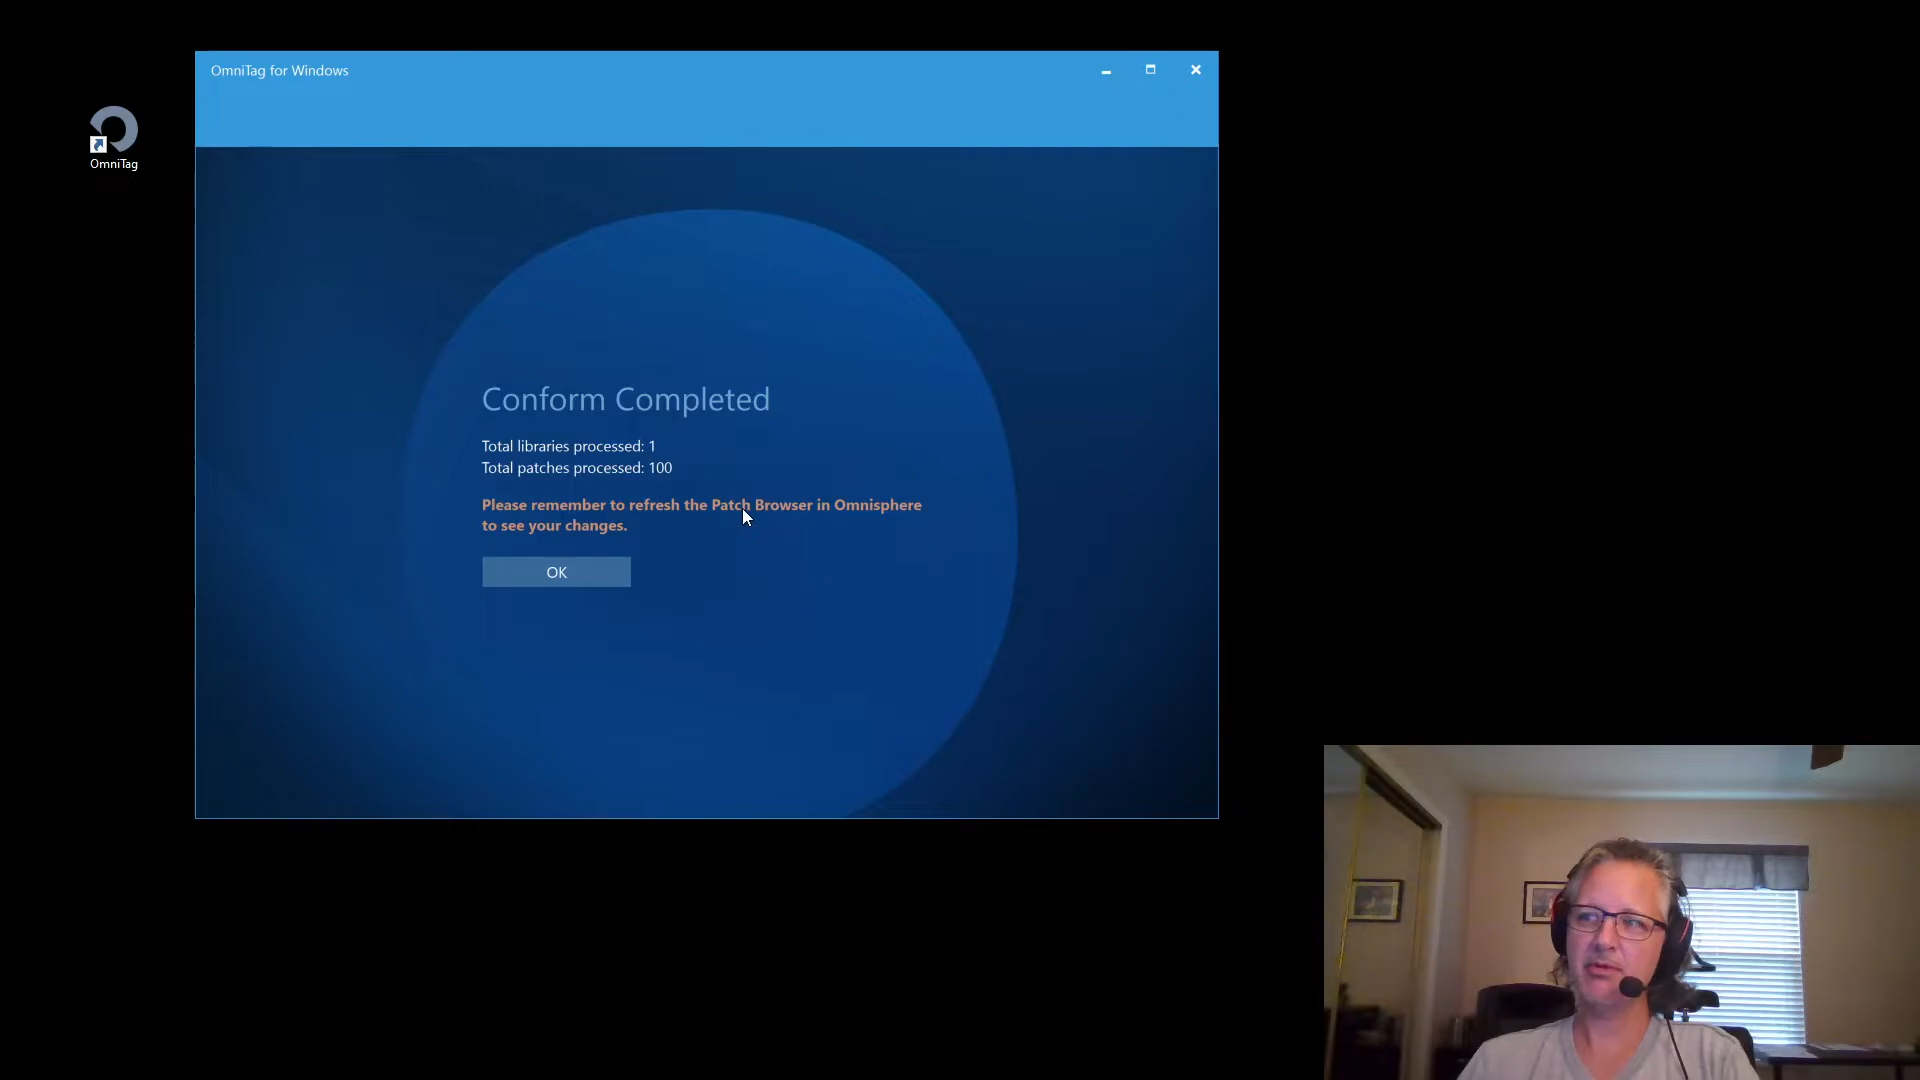 OmniTag for Windows
OmniTag
Conform Completed
Total libraries processed: 1
Total patches processed: 100
Please remember to refresh the Patch Browser in Omnisphere
to see your changes.
OK